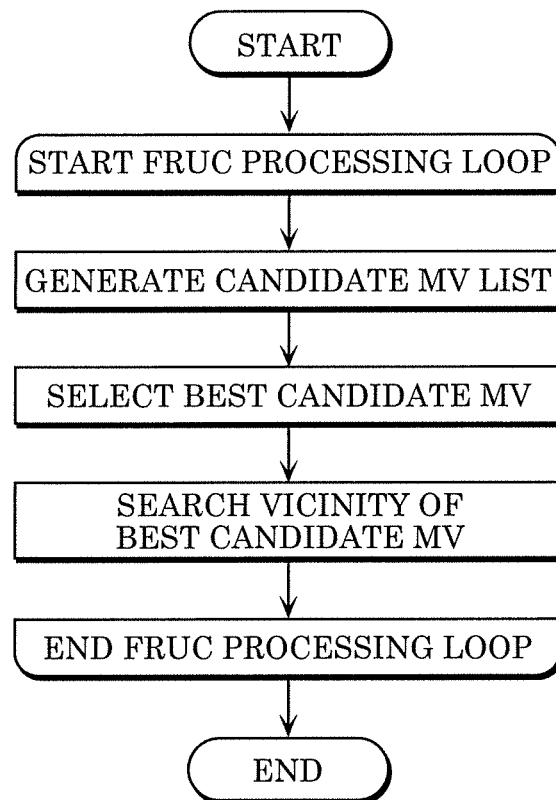 START
START FRUC PROCESSING LOOP
GENERATE CANDIDATE MV LIST
SELECT BEST CANDIDATE MV
SEARCH VICINITY OF
BEST CANDIDATE MV
END FRUC PROCESSING LOOP
END